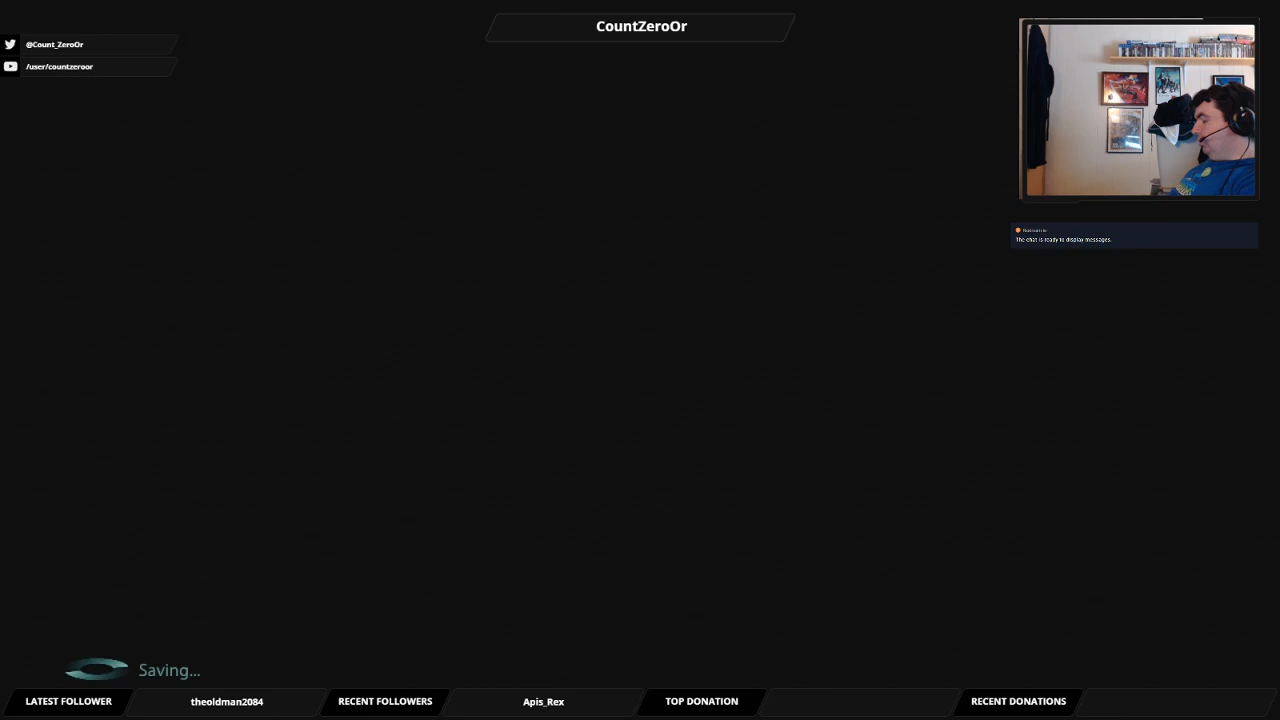 CountZeroOr
@Count_ZeroOr
/user/countzeroor
The chat is ready to display messages.
Saving...
LATEST FOLLOWER
theoldman2084
RECENT FOLLOWERS
Apis_Rex
TOP DONATION
RECENT DONATIONS